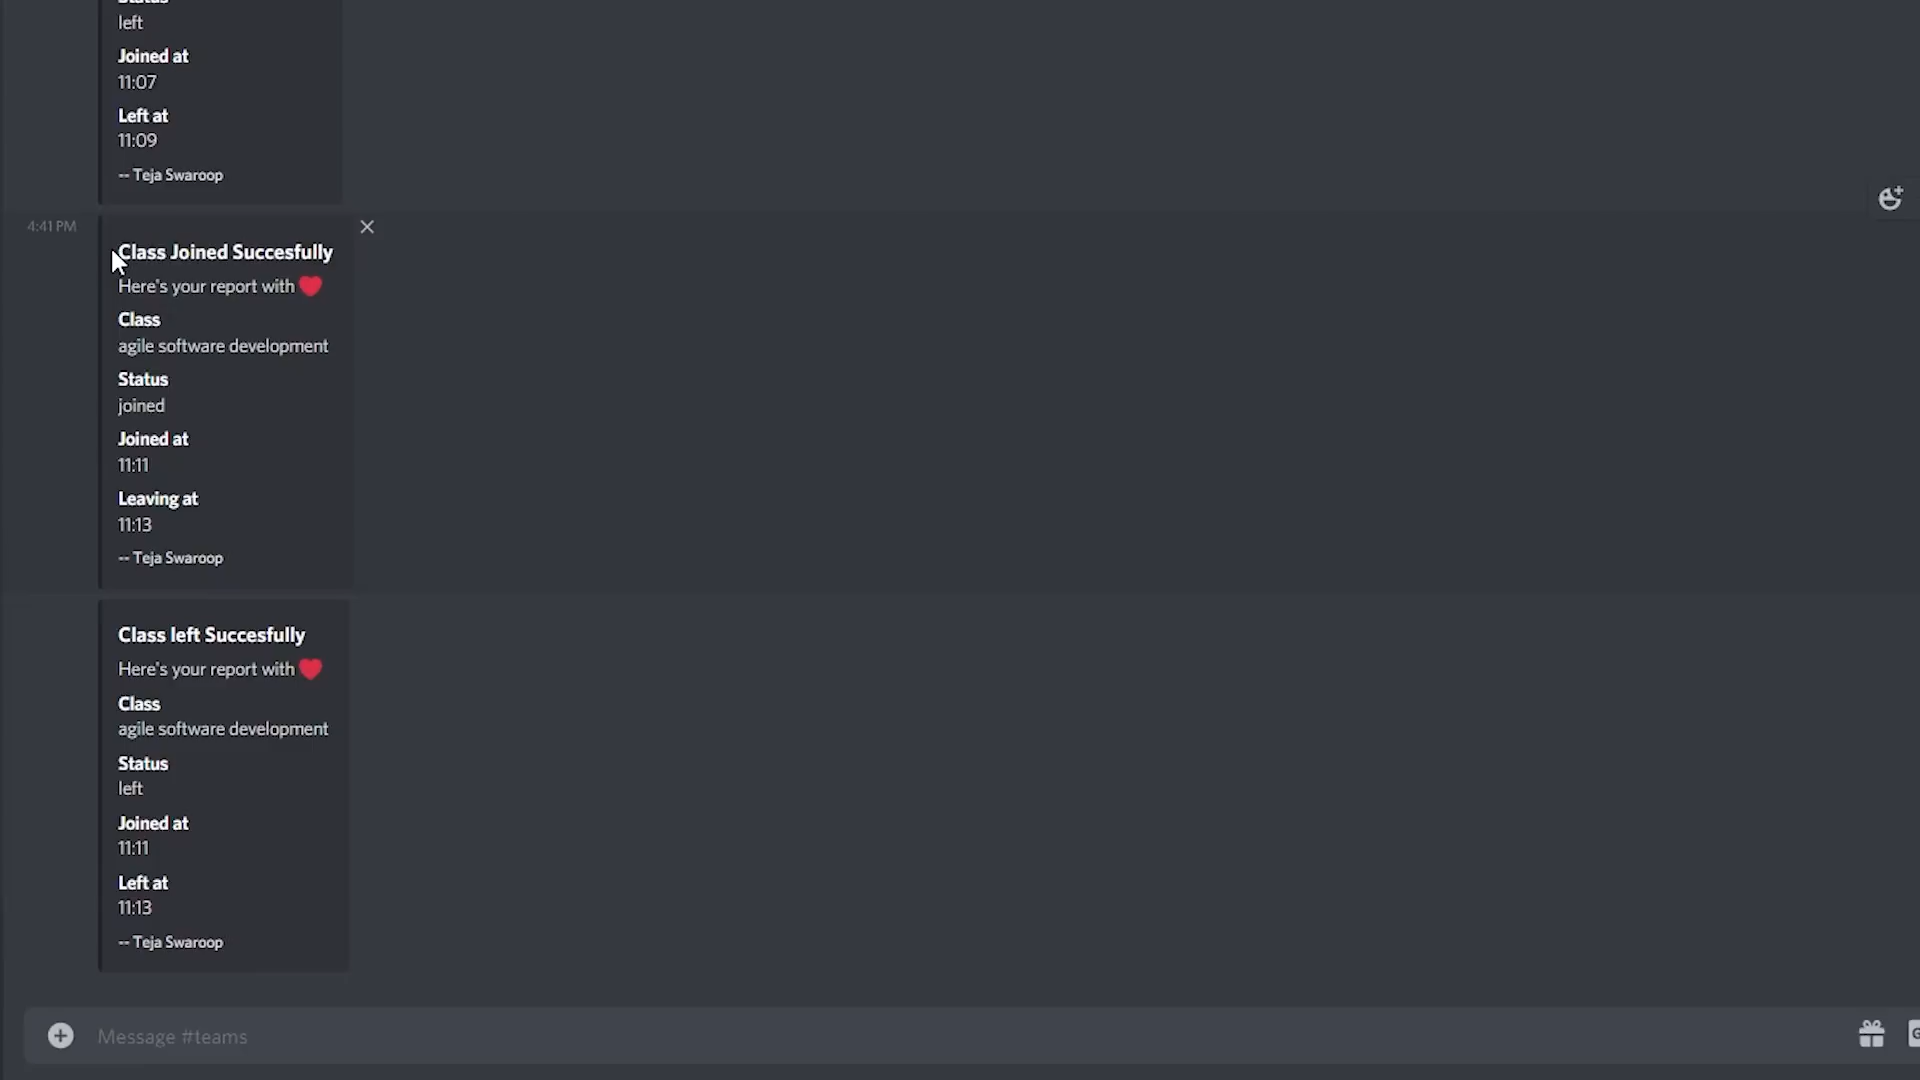 Status
left
Joined at
11:07
Left at
11:09
-- Teja Swaroop
4:41 PM
Class Joined Succesfully
Here's your report with
Class
agile software development
Status
joined
Joined at
11:11
Leaving at
11:13
-- Teja Swaroop
Class left Succesfully
Here's your report with
Class
agile software development
Status
left
Joined at
11:11
Left at
11:13
-- Teja Swaroop
Message #teams